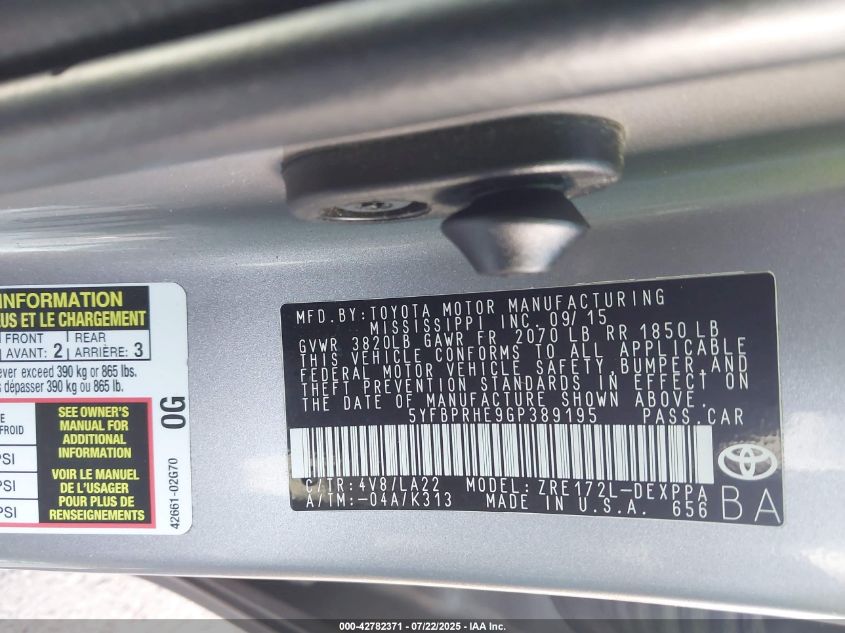 INFORMATION
US ET LE CHARGEMENT
FRONT
AVANT: 2
REAR
ARRIÈRE: 3
ever exceed 390 kg or 865 lbs.
s dépasser 390 kg ou 865 lb.
FROID
PSI
PSI
PSI
SEE OWNER'S
MANUAL FOR
ADDITIONAL
INFORMATION
VOIR LE MANUEL
DE L'USAGER
POUR PLUS DE
RENSEIGNEMENTS
0G
42661-02G70
MFD.BY:TOYOTA MOTOR MANUFACTURING
MISSISSIPPI INC. 09/15
GVWR 3820LB GAWR FR 2070 LB RR 1850 LB
THIS VEHICLE CONFORMS TO ALL APPLICABLE
FEDERAL MOTOR VEHICLE SAFETY,BUMPER,AND
THEFT PREVENTION STANDARDS IN EFFECT ON
THE DATE OF MANUFACTURE SHOWN ABOVE.
5YFBPRHE9GP389195 PASS.CAR
C/TR:4V8/LA22 MODEL:ZRE172L-DEXPPA
A/TM:-04A/K313 MADE IN U.S.A. 656
TOYOTA
BA
000-42782371 - 07/22/2025 - IAA Inc.